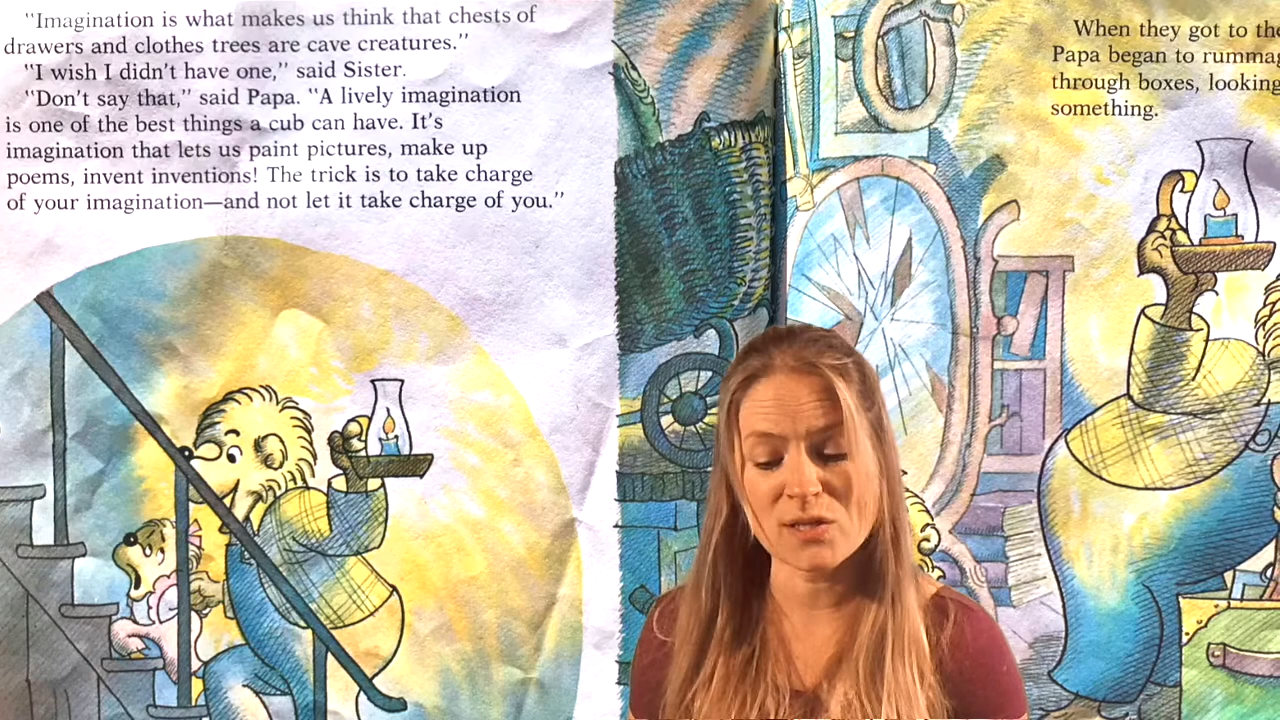 "Imagination is what makes us think that chests of
drawers and clothes trees are cave creatures."
"I wish I didn't have one," said Sister.
"Don't say that," said Papa. "A lively imagination
is one of the best things a cub can have. It's
imagination that lets us paint pictures, make up
poems, invent inventions! The trick is to take charge
of your imagination—and not let it take charge of you."
When they got to the
Papa began to rummag
through boxes, looking
something.